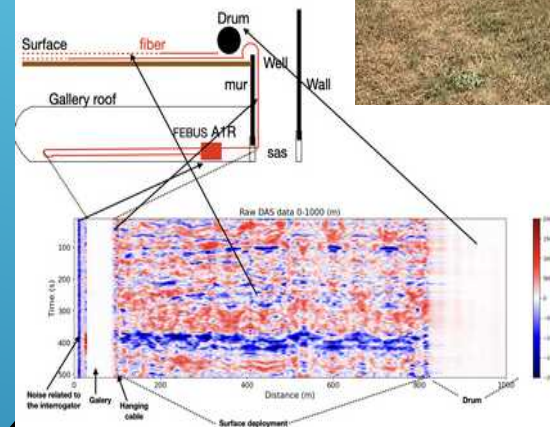 Drum
Surface
fiber
Well
mur
Wall
Gallery roof
FEBUS A1R
sas
Raw DAS data 0-1000 (m)
Time (s)
100
200
300
400
500
0
200
400
600
800
1000
Distance (m)
Noise related to
the interrogator
Galery
Hanging
cable
Surface deployment
Drum